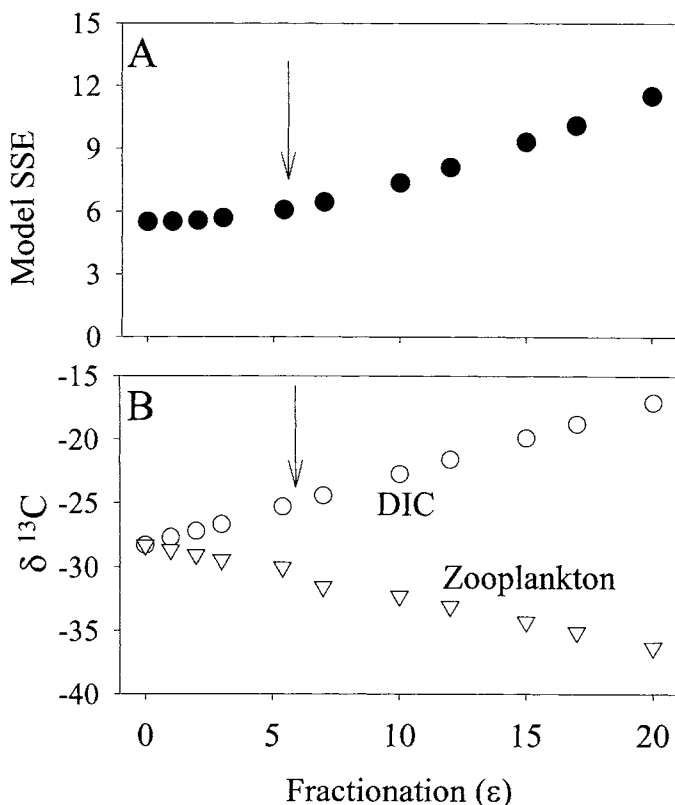 A
15
12
9
6
3
0
Model SSE
B
-15
-20
-25
-30
-35
-40
δ ¹³C
DIC
Zooplankton
0 5 10 15 20
Fractionation (ε)